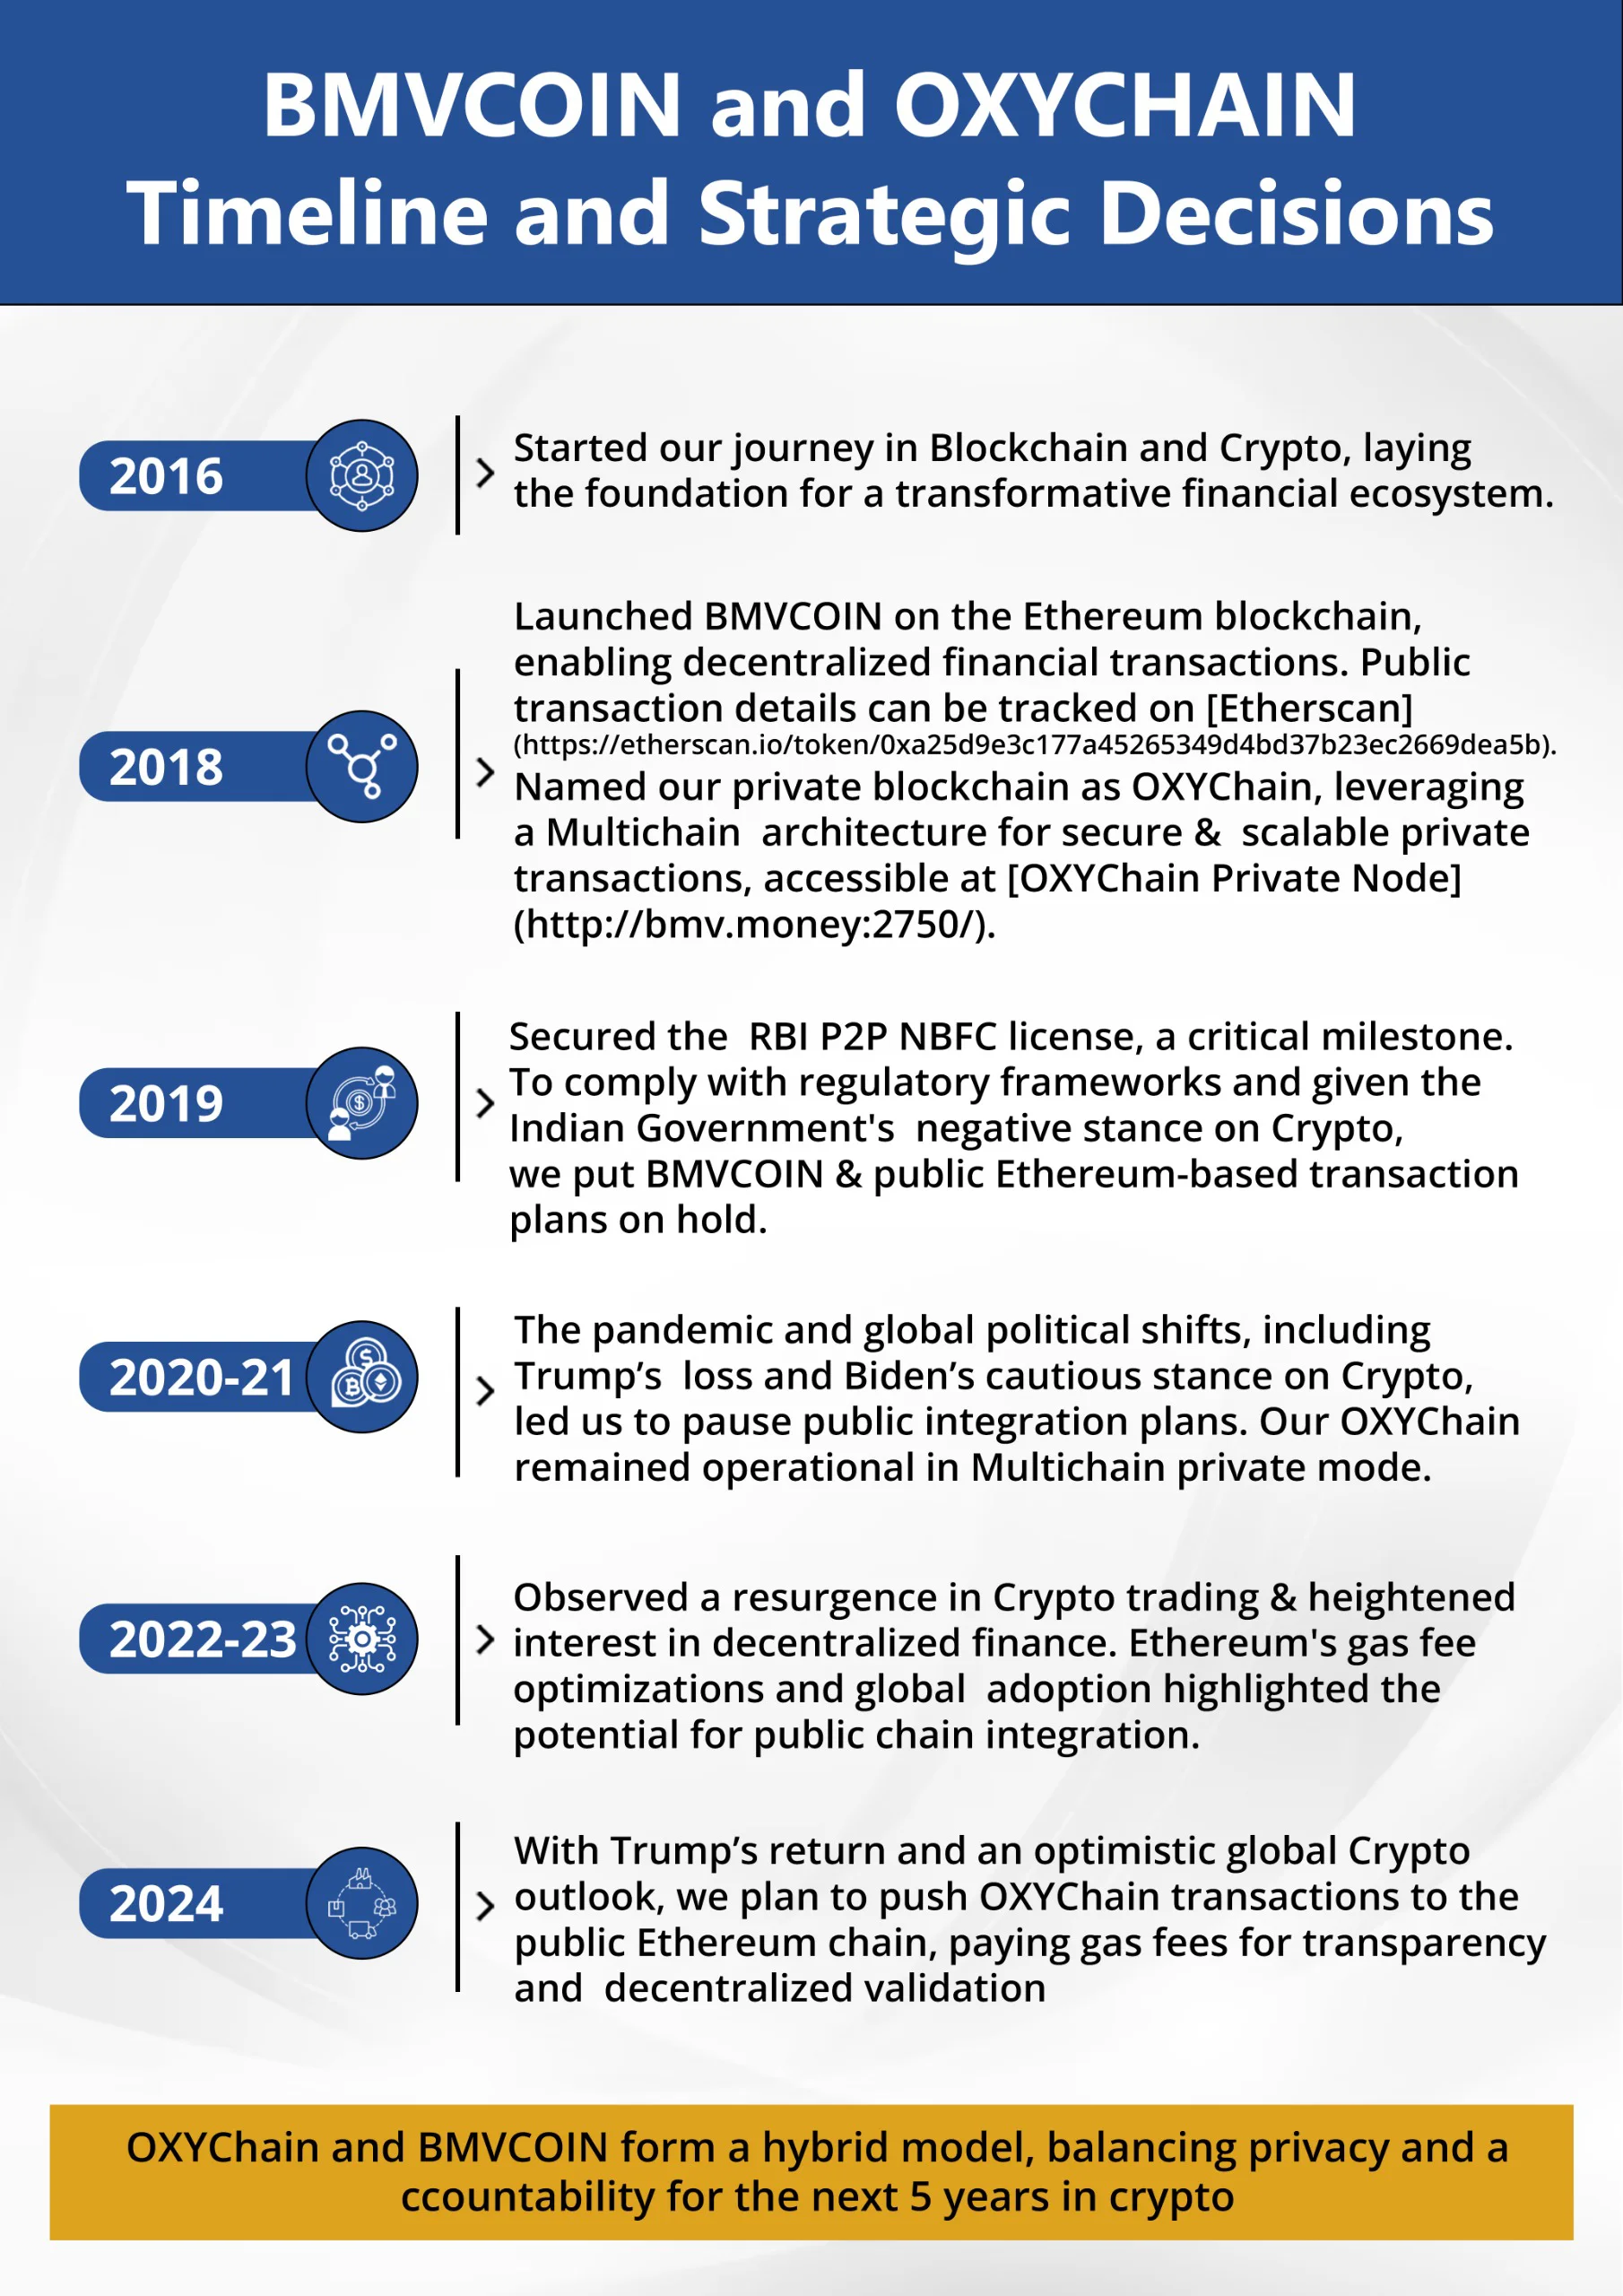 BMVCOIN and OXYCHAIN
Timeline and Strategic Decisions
2016
Started our journey in Blockchain and Crypto, laying
the foundation for a transformative financial ecosystem.
2018
Launched BMVCOIN on the Ethereum blockchain,
enabling decentralized financial transactions. Public
transaction details can be tracked on [Etherscan]
(https://etherscan.io/token/0xa25d9e3c177a45265349d4bd37b23ec2669dea5b).
Named our private blockchain as OXYChain, leveraging
a Multichain architecture for secure & scalable private
transactions, accessible at [OXYChain Private Node]
(http://bmv.money:2750/).
2019
Secured the RBI P2P NBFC license, a critical milestone.
To comply with regulatory frameworks and given the
Indian Government's negative stance on Crypto,
we put BMVCOIN & public Ethereum-based transaction
plans on hold.
2020-21
The pandemic and global political shifts, including
Trump’s loss and Biden’s cautious stance on Crypto,
led us to pause public integration plans. Our OXYChain
remained operational in Multichain private mode.
2022-23
Observed a resurgence in Crypto trading & heightened
interest in decentralized finance. Ethereum's gas fee
optimizations and global adoption highlighted the
potential for public chain integration.
2024
With Trump’s return and an optimistic global Crypto
outlook, we plan to push OXYChain transactions to the
public Ethereum chain, paying gas fees for transparency
and decentralized validation
OXYChain and BMVCOIN form a hybrid model, balancing privacy and a
ccountability for the next 5 years in crypto